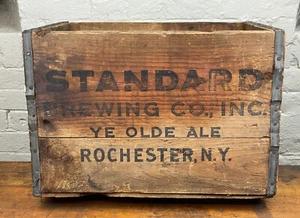 STANDARD
BREWING CO., INC.
YE OLDE ALE
ROCHESTER, N.Y.